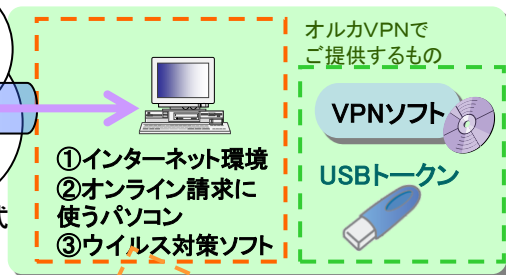 オルカVPNで
ご提供するもの
VPNソフト
USBトークン
①インターネット環境
②オンライン請求に
使うパソコン
③ウイルス対策ソフト
式